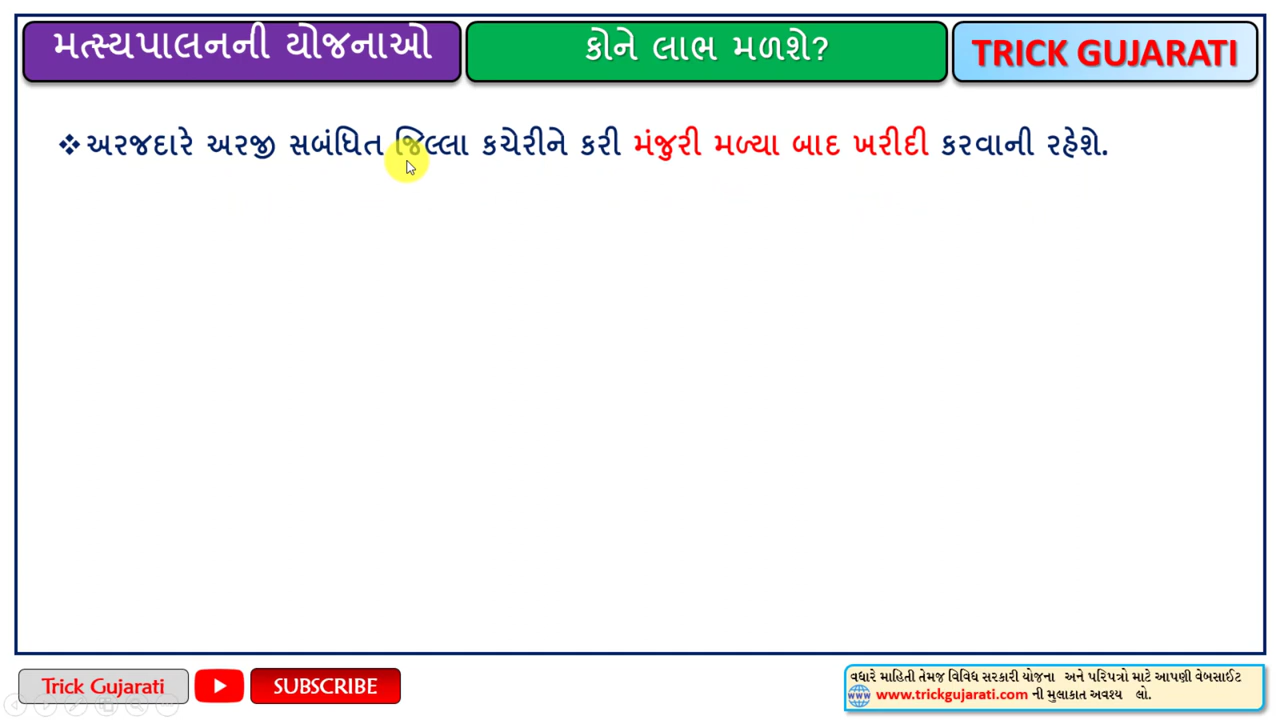 મત્સ્યપાલનની યોજનાઓ
કોને લાભ મળશે?
TRICK GUJARATI
❖અરજદારે અરજી સબંધિત જિલ્લા કચેરીને કરી મંજુરી મળ્યા બાદ ખરીદી કરવાની રહેશે.
Trick Gujarati
SUBSCRIBE
વધારે માહિતી તેમજ વિવિધ સરકારી યોજના અને પરિપત્રો માટે આપણી વેબસાઈટ
www.trickgujarati.com ની મુલાકાત અવશ્ય લો.